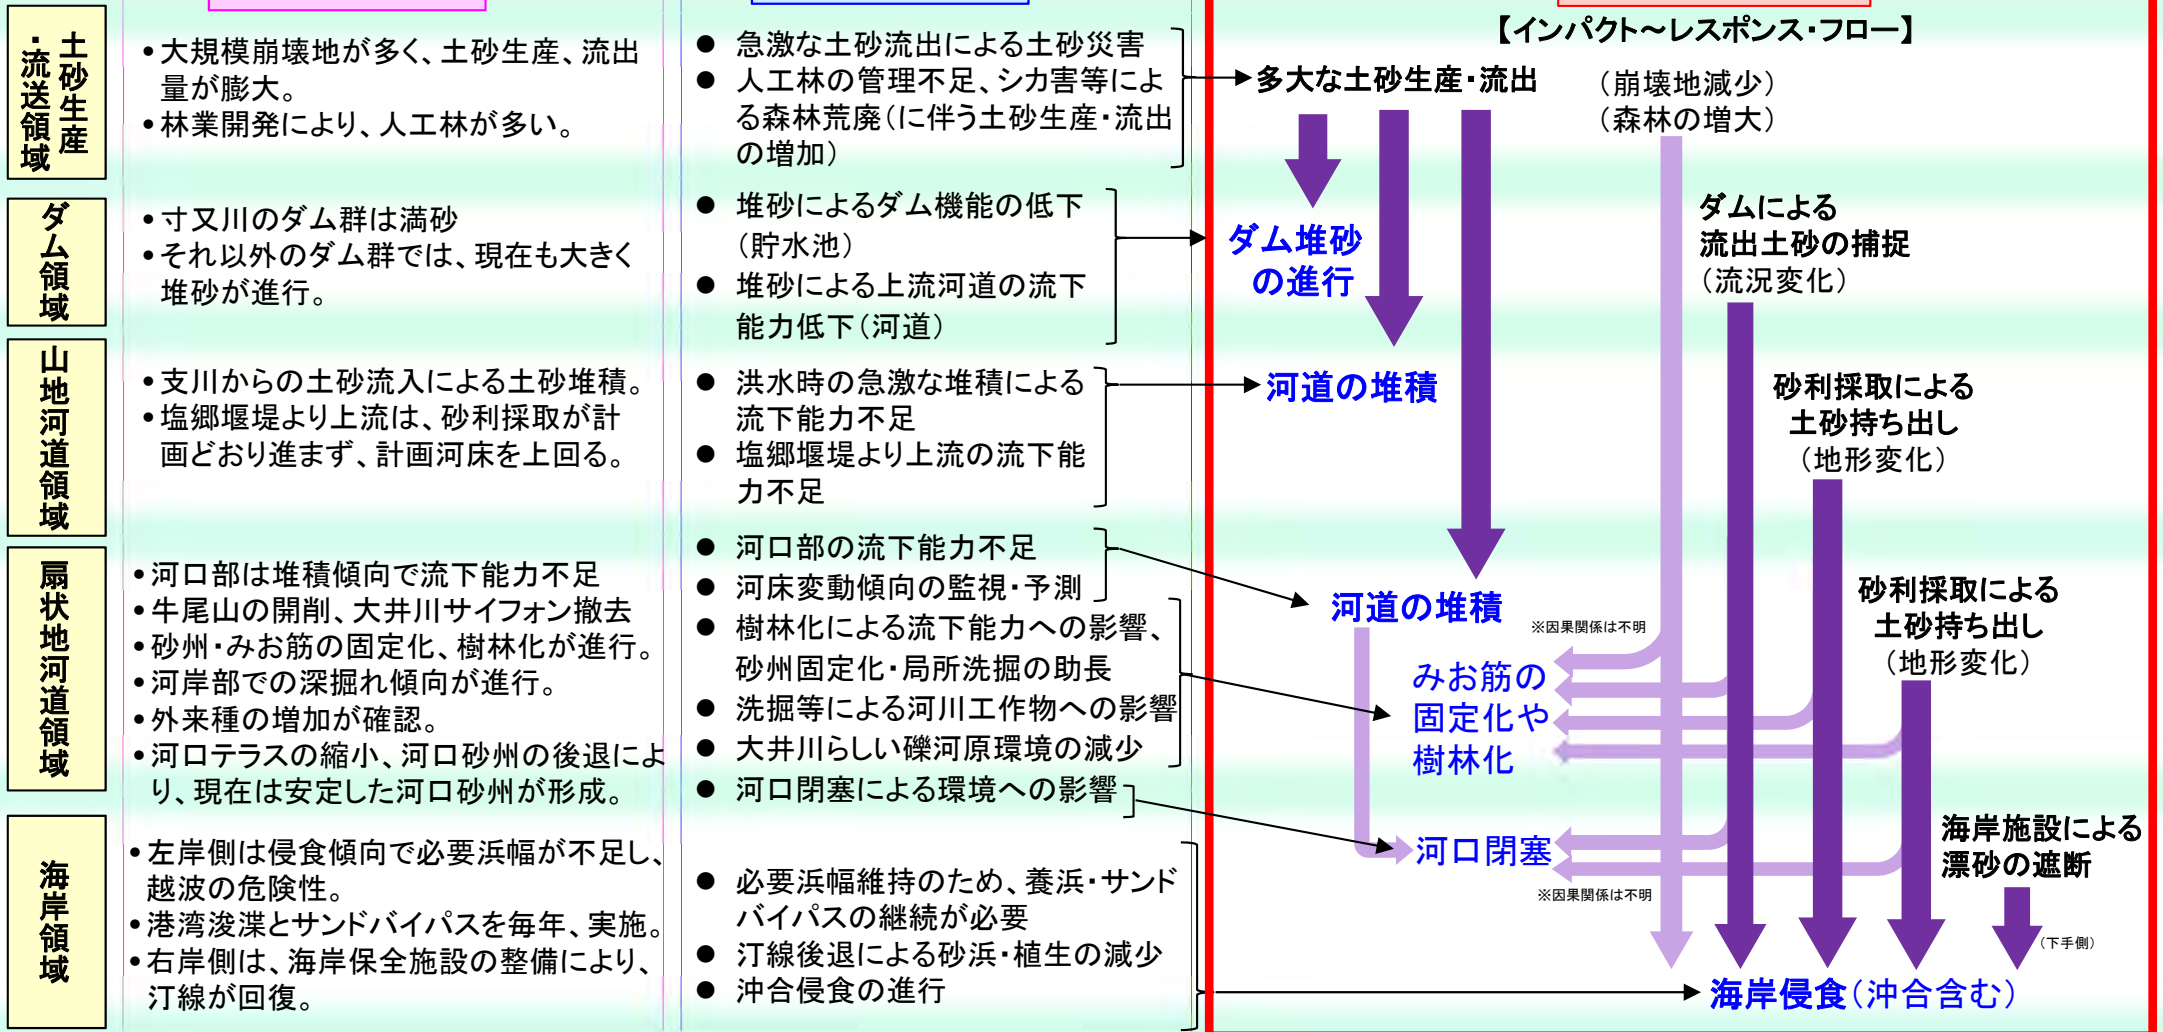 土砂生産
・流送領域
•大規模崩壊地が多く、土砂生産、流出
量が膨大。
•林業開発により、人工林が多い。
● 急激な土砂流出による土砂災害
● 人工林の管理不足、シカ害等によ
る森林荒廃(に伴う土砂生産・流出
の増加)
【インパクト～レスポンス・フロー】
多大な土砂生産・流出
(崩壊地減少)
(森林の増大)
ダム領域
•寸又川のダム群は満砂
•それ以外のダム群では、現在も大きく
堆砂が進行。
● 堆砂によるダム機能の低下
(貯水池)
● 堆砂による上流河道の流下
能力低下(河道)
ダム堆砂
の進行
ダムによる
流出土砂の捕捉
(流況変化)
山地河道領域
•支川からの土砂流入による土砂堆積。
•塩郷堰堤より上流は、砂利採取が計
画どおり進まず、計画河床を上回る。
● 洪水時の急激な堆積による
流下能力不足
● 塩郷堰堤より上流の流下能
力不足
河道の堆積
砂利採取による
土砂持ち出し
(地形変化)
扇状地河道領域
•河口部は堆積傾向で流下能力不足
•牛尾山の開削、大井川サイフォン撤去
•砂州・みお筋の固定化、樹林化が進行。
•河岸部での深掘れ傾向が進行。
•外来種の増加が確認。
•河口テラスの縮小、河口砂州の後退によ
り、現在は安定した河口砂州が形成。
● 河口部の流下能力不足
● 河床変動傾向の監視・予測
● 樹林化による流下能力への影響、
砂州固定化・局所洗掘の助長
● 洗掘等による河川工作物への影響
● 大井川らしい礫河原環境の減少
● 河口閉塞による環境への影響
河道の堆積
※因果関係は不明
みお筋の
固定化や
樹林化
砂利採取による
土砂持ち出し
(地形変化)
河口閉塞
※因果関係は不明
海岸施設による
漂砂の遮断
(下手側)
海岸領域
•左岸側は侵食傾向で必要浜幅が不足し、
越波の危険性。
•港湾浚渫とサンドバイパスを毎年、実施。
•右岸側は、海岸保全施設の整備により、
汀線が回復。
● 必要浜幅維持のため、養浜・サンド
バイパスの継続が必要
● 汀線後退による砂浜・植生の減少
● 沖合侵食の進行
海岸侵食(沖合含む)